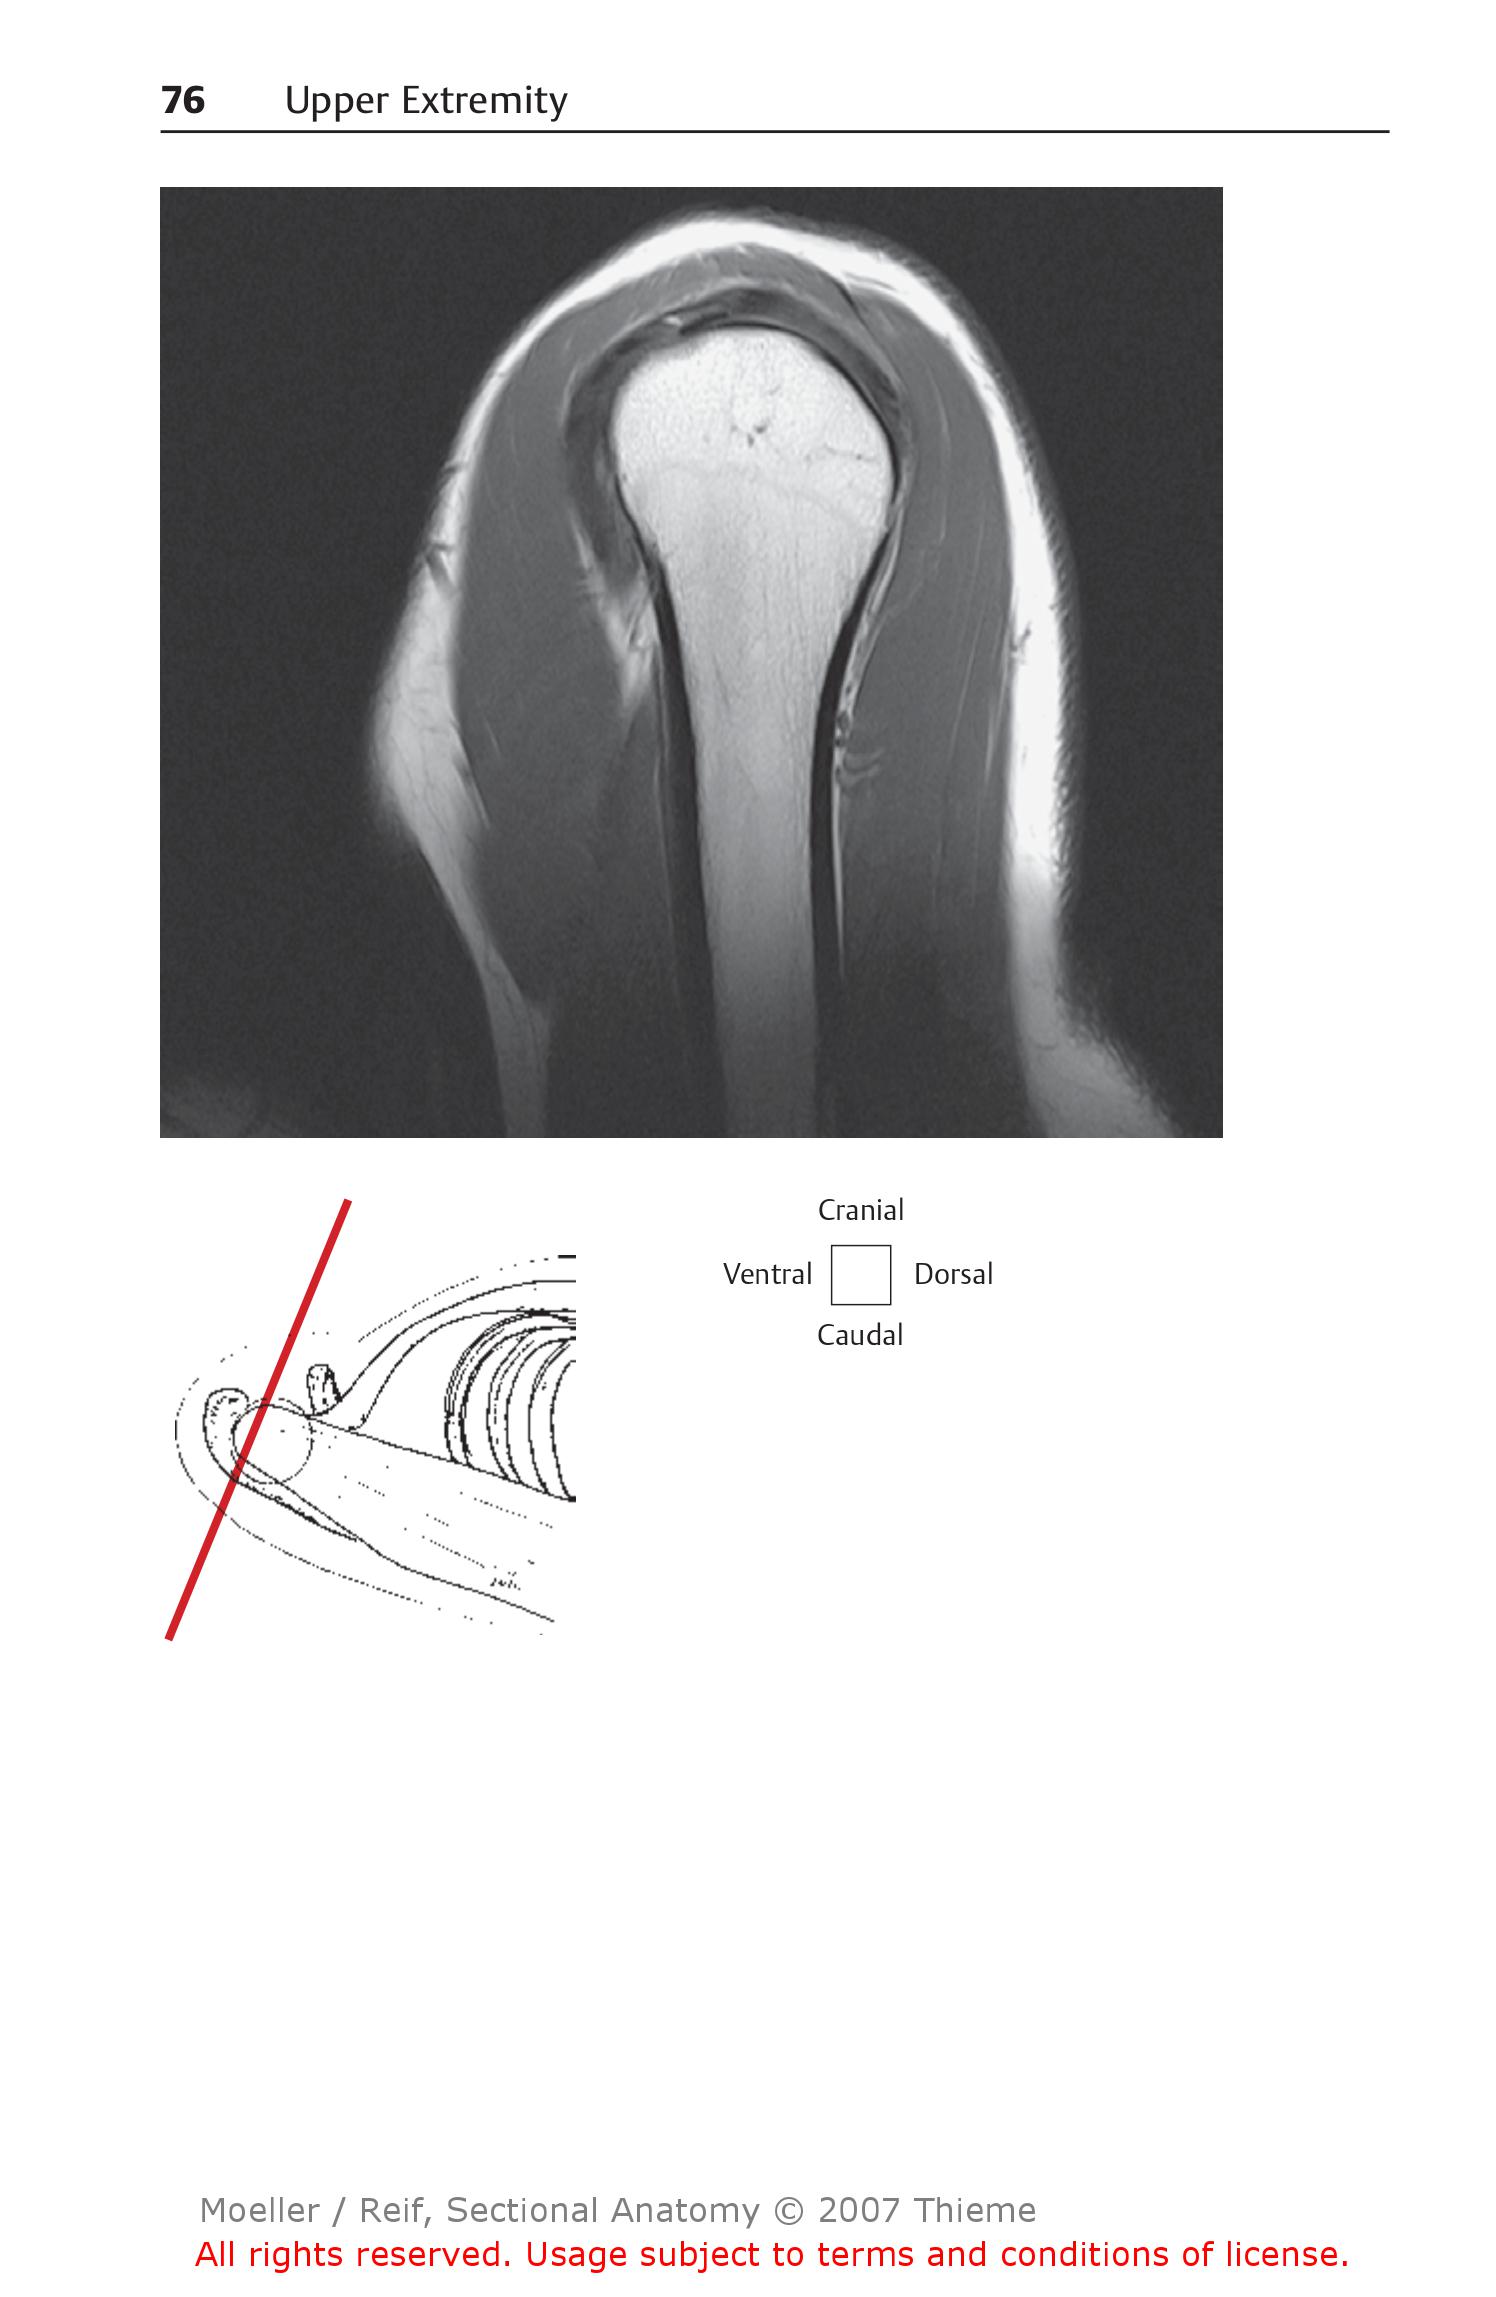 76 Upper Extremity
Cranial
Ventral Dorsal
Caudal
Moeller / Reif, Sectional Anatomy © 2007 Thieme
All rights reserved. Usage subject to terms and conditions of license.